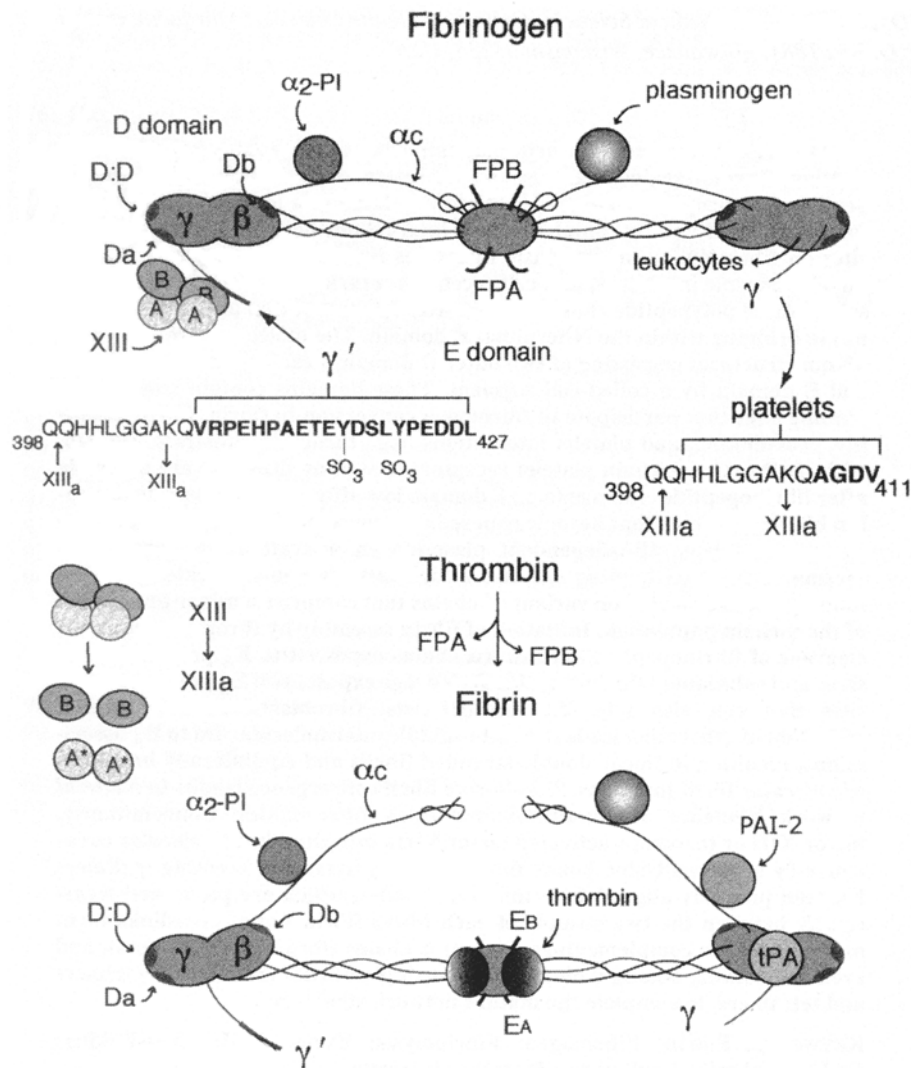 Fibrinogen
α2-PI
plasminogen
D domain
αc
D:D
Db
FPB
γ
β
Da
leukocytes
γ
FPA
B
B
A
A
XIII
γ'
E domain
platelets
398 QQHHLGGAKQVRPEHPAETEYDSLYPEDDL 427
XIIIa
XIIIa
SO3
SO3
398 QQHHLGGAKQAGDV 411
XIIIa
XIIIa
Thrombin
FPA
FPB
Fibrin
XIII
XIIIa
B
B
A*
A*
αc
α2-PI
PAI-2
thrombin
D:D
Db
EB
γ
β
tPA
Da
EA
γ
γ'